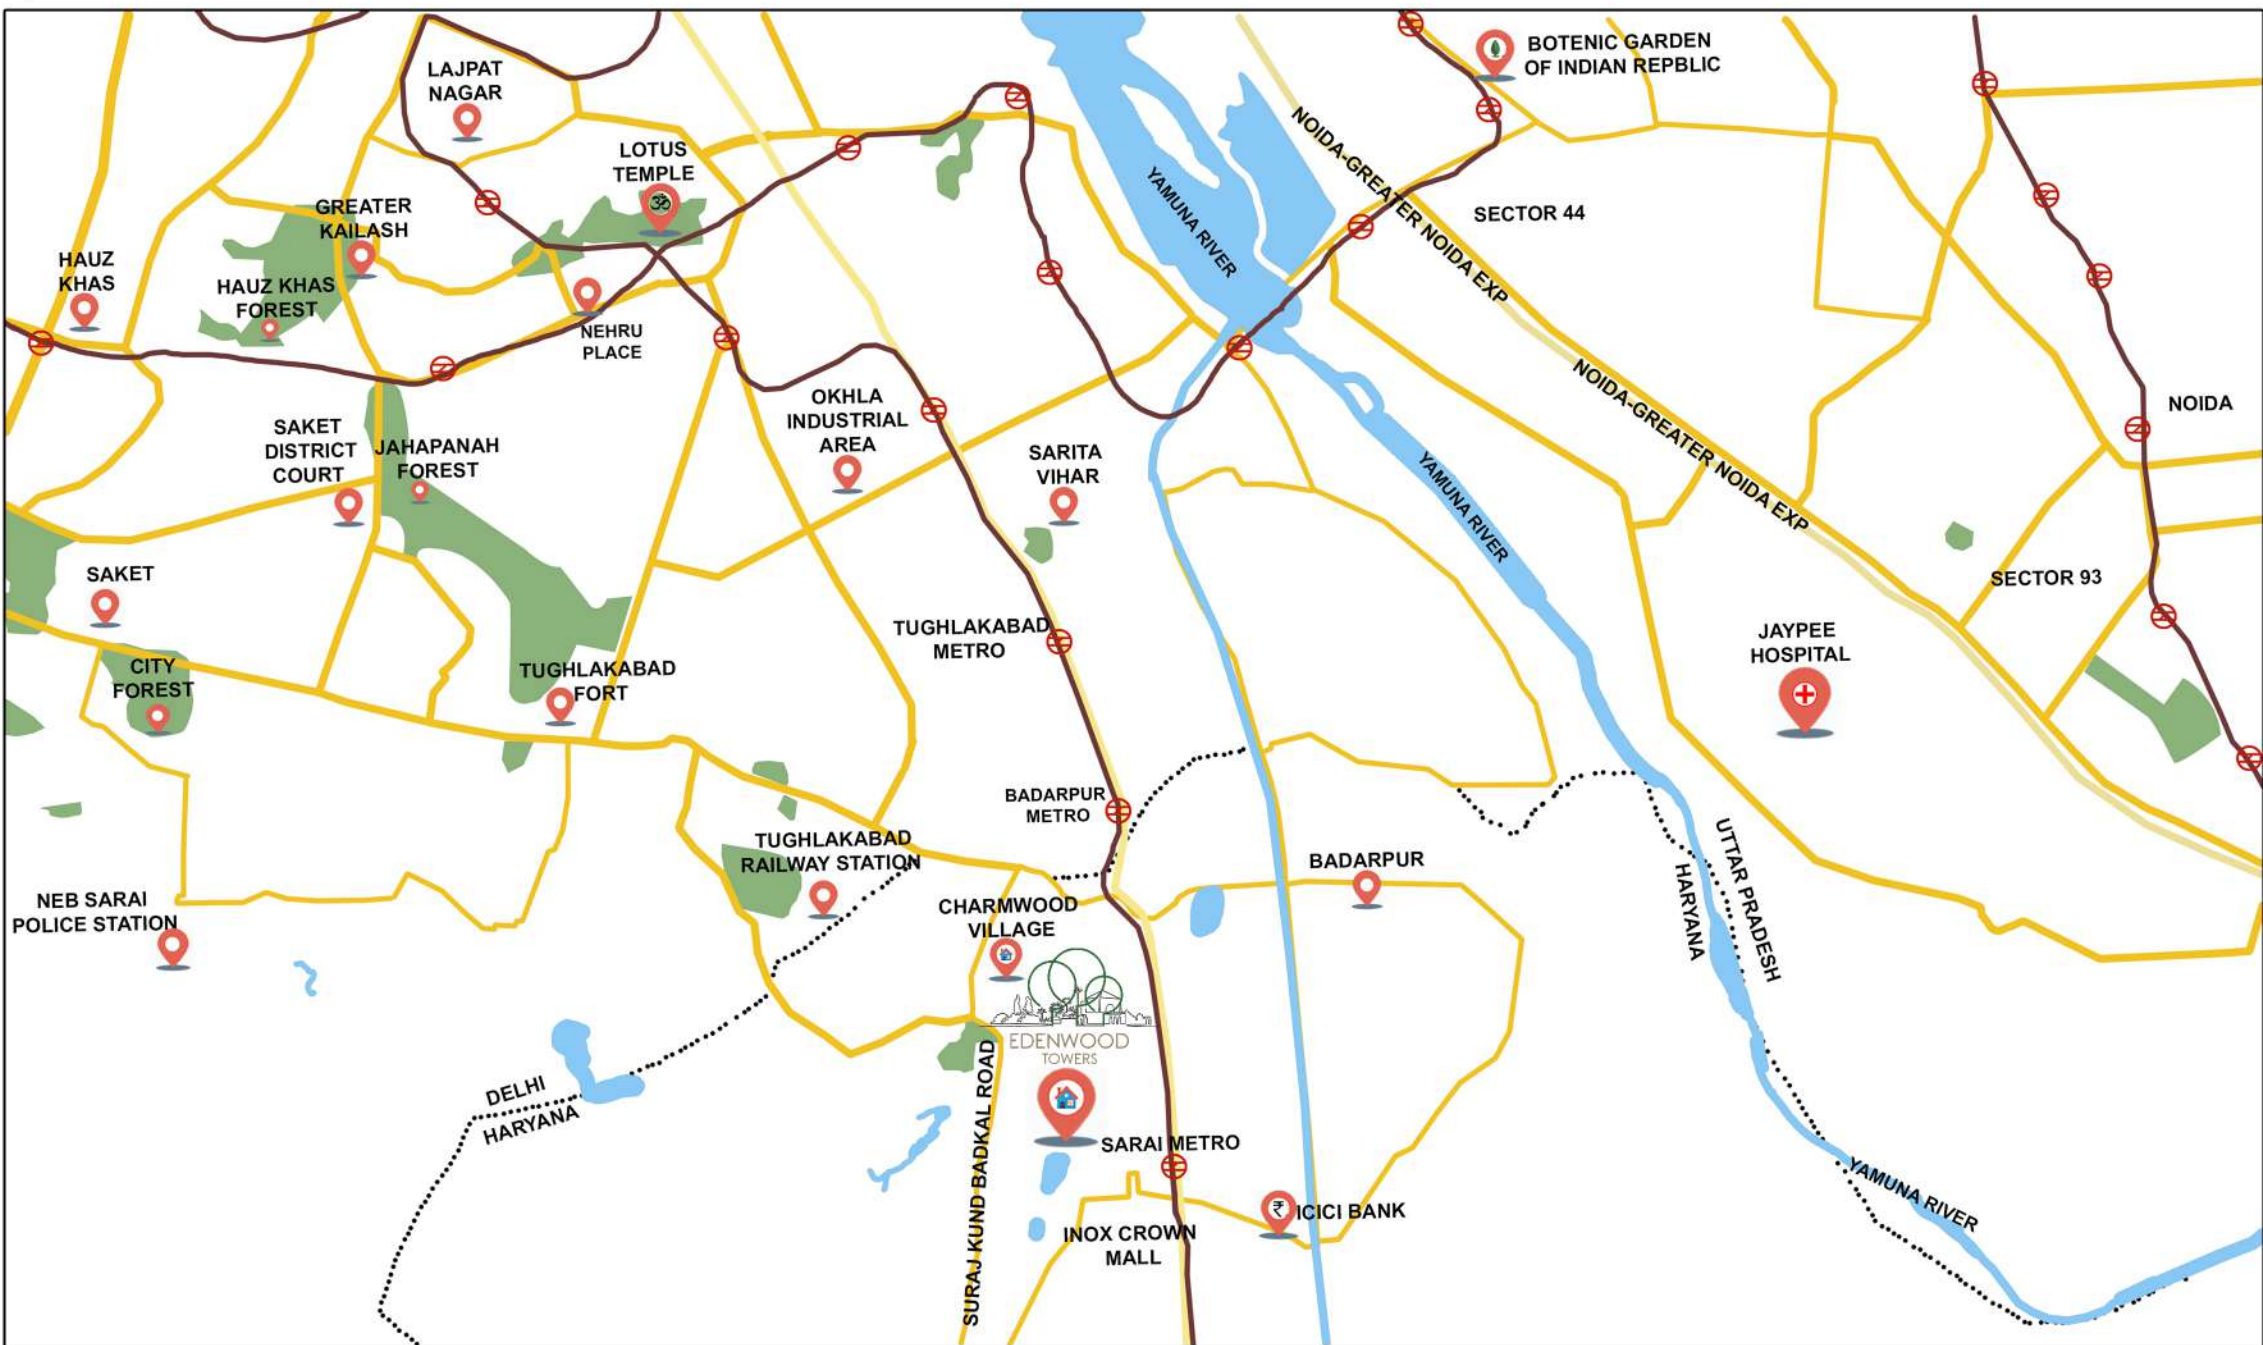 BOTENIC GARDEN
OF INDIAN REPBLIC
LAJPAT
NAGAR
LOTUS
TEMPLE
ॐ
NOIDA-GREATER NOIDA EXP
YAMUNA RIVER
SECTOR 44
GREATER
KAILASH
HAUZ
KHAS
HAUZ KHAS
FOREST
NEHRU
PLACE
NOIDA-GREATER NOIDA EXP
NOIDA
OKHLA
INDUSTRIAL
AREA
SAKET
DISTRICT
COURT
JAHAPANAH
FOREST
SARITA
VIHAR
YAMUNA RIVER
SAKET
SECTOR 93
TUGHLAKABAD
METRO
JAYPEE
HOSPITAL
CITY
FOREST
TUGHLAKABAD
FORT
BADARPUR
METRO
TUGHLAKABAD
RAILWAY STATION
BADARPUR
UTTAR PRADESH
HARYANA
NEB SARAI
POLICE STATION
CHARMWOOD
VILLAGE
EDENWOOD
TOWERS
DELHI
HARYANA
SURAJ KUND BADKAL ROAD
SARAI METRO
YAMUNA RIVER
₹
ICICI BANK
INOX CROWN
MALL